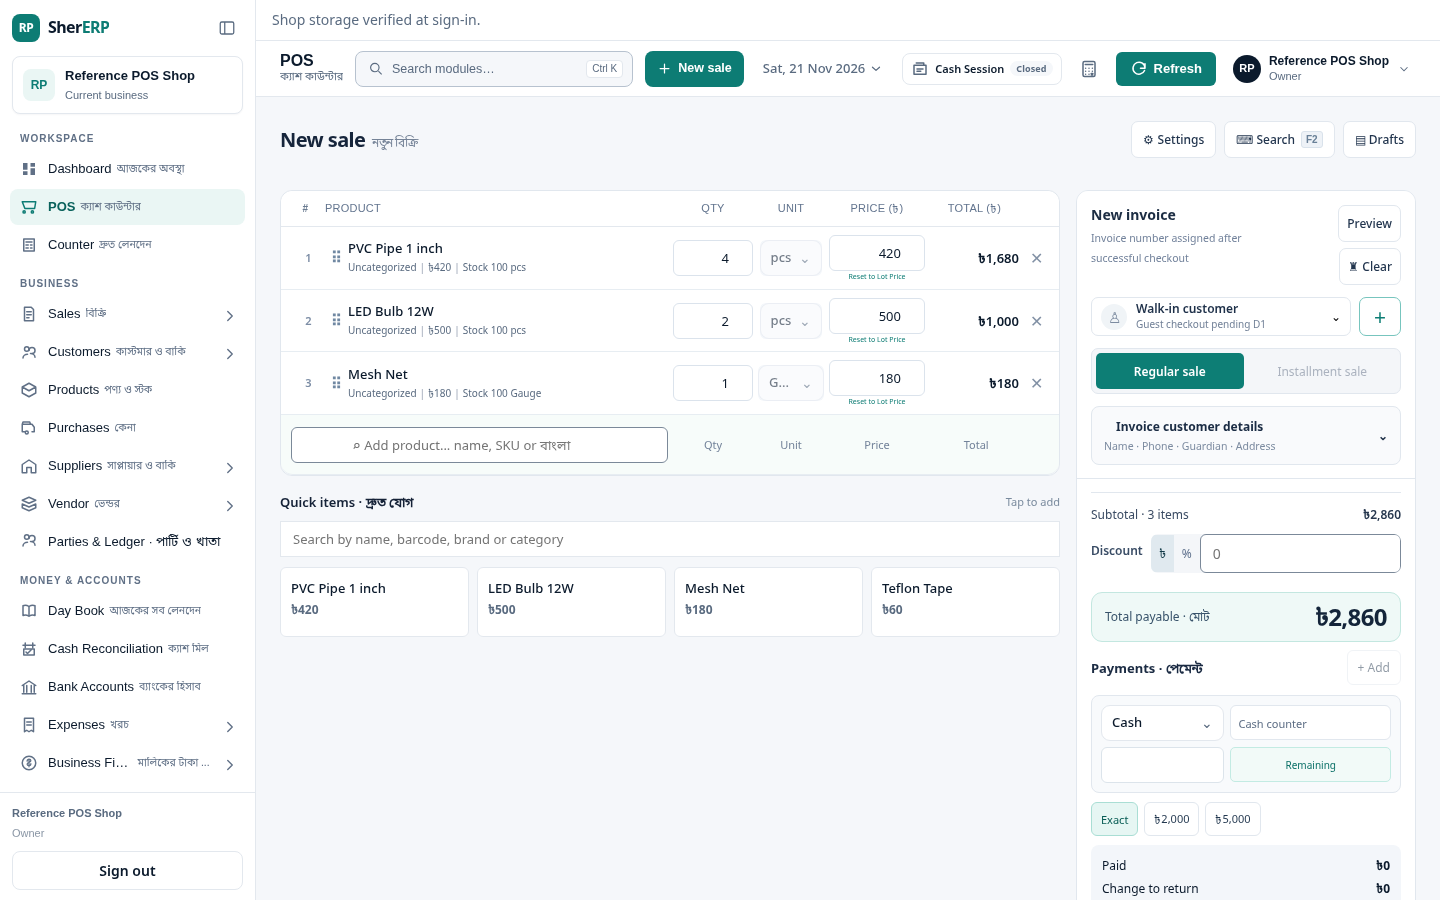 RP SherERP
RP Reference POS Shop
Current business
WORKSPACE
Dashboard আজকের অবস্থা
POS ক্যাশ কাউন্টার
Counter দ্রুত লেনদেন
BUSINESS
Sales বিক্রি
Customers কাস্টমার ও বাকি
Products পণ্য ও স্টক
Purchases কেনা
Suppliers সাপ্লায়ার ও বাকি
Vendor ভেন্ডর
Parties & Ledger · পার্টি ও খাতা
MONEY & ACCOUNTS
Day Book আজকের সব লেনদেন
Cash Reconciliation ক্যাশ মিল
Bank Accounts ব্যাংকের হিসাব
Expenses খরচ
Business Fi... মালিকের টাকা ...
Reference POS Shop
Owner
Sign out
Shop storage verified at sign-in.
POS
ক্যাশ কাউন্টার
Search modules… Ctrl K
+ New sale
Sat, 21 Nov 2026
Cash Session Closed
Refresh
RP Reference POS Shop
Owner
New sale নতুন বিক্রি
⚙ Settings
⌨ Search F2
▤ Drafts
# PRODUCT QTY UNIT PRICE (৳) TOTAL (৳)
1 PVC Pipe 1 inch 4 pcs 420 ৳1,680 ✕
Uncategorized | ৳420 | Stock 100 pcs Reset to Lot Price
2 LED Bulb 12W 2 pcs 500 ৳1,000 ✕
Uncategorized | ৳500 | Stock 100 pcs Reset to Lot Price
3 Mesh Net 1 G... 180 ৳180 ✕
Uncategorized | ৳180 | Stock 100 Gauge Reset to Lot Price
⌕ Add product... name, SKU or বাংলা Qty Unit Price Total
Quick items · দ্রুত যোগ Tap to add
Search by name, barcode, brand or category
PVC Pipe 1 inch
৳420
LED Bulb 12W
৳500
Mesh Net
৳180
Teflon Tape
৳60
New invoice
Invoice number assigned after
successful checkout
Preview
♜ Clear
Walk-in customer
Guest checkout pending D1
+
Regular sale Installment sale
Invoice customer details
Name · Phone · Guardian · Address
Subtotal · 3 items ৳2,860
Discount ৳ % 0
Total payable · মোট ৳2,860
Payments · পেমেন্ট + Add
Cash Cash counter
Remaining
Exact ৳2,000 ৳5,000
Paid ৳0
Change to return ৳0